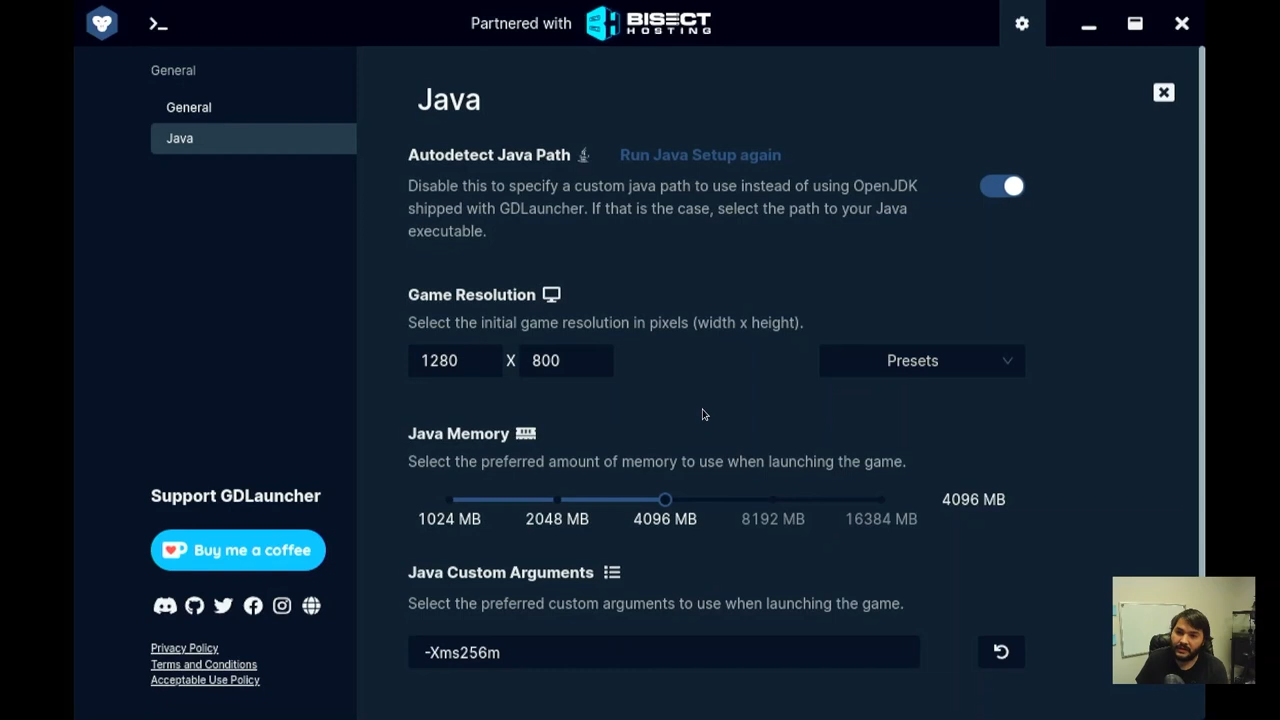 Partnered with BISECT HOSTING
General
General
Java
Java
Autodetect Java Path Run Java Setup again
Disable this to specify a custom java path to use instead of using OpenJDK
shipped with GDLauncher. If that is the case, select the path to your Java
executable.
Game Resolution
Select the initial game resolution in pixels (width x height).
1280 X 800 Presets
Java Memory
Select the preferred amount of memory to use when launching the game.
4096 MB
1024 MB 2048 MB 4096 MB 8192 MB 16384 MB
Java Custom Arguments
Select the preferred custom arguments to use when launching the game.
-Xms256m
Support GDLauncher
Buy me a coffee
Privacy Policy
Terms and Conditions
Acceptable Use Policy